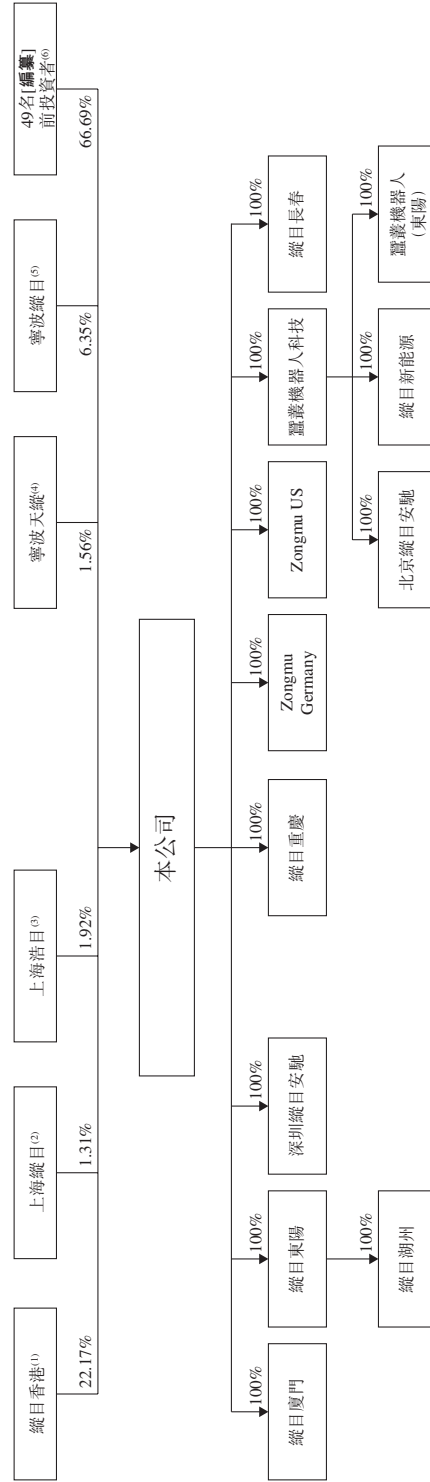 縱目香港(1)
上海縱目(2)
上海浩目(3)
寧波天縱(4)
寧波縱目(5)
49名[編纂]
前投資者(6)
22.17%
1.31%
1.92%
1.56%
6.35%
66.69%
本公司
100%
100%
100%
100%
100%
100%
100%
100%
縱目廈門
縱目東陽
深圳縱目安馳
縱目重慶
Zongmu
Germany
Zongmu US
蠶叢機器人科技
縱目長春
100%
100%
100%
100%
縱目湖州
北京縱目安馳
縱目新能源
蠶叢機器人
(東陽)